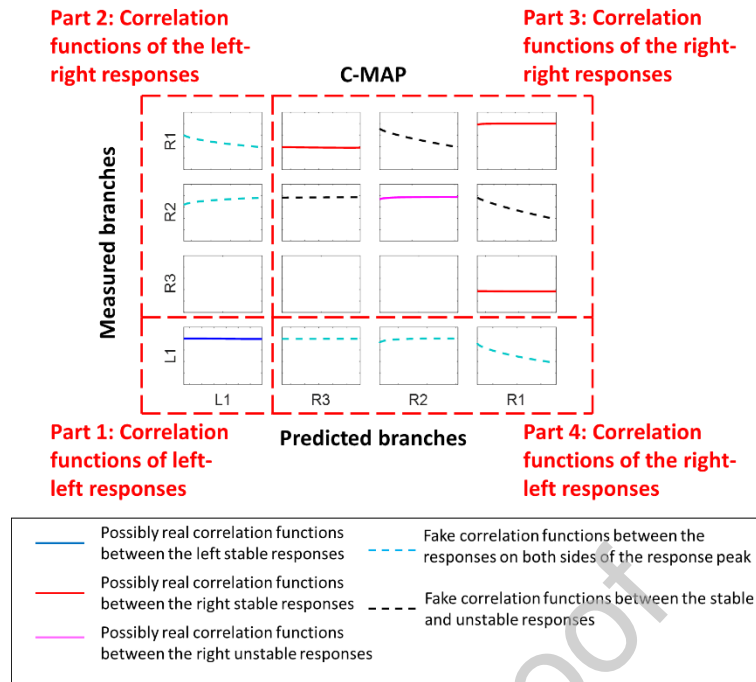 Part 2: Correlation
functions of the left-
right responses
Part 3: Correlation
functions of the right-
right responses
C-MAP
Measured branches
R1
R2
R3
L1
L1
R3
R2
R1
Predicted branches
Part 1: Correlation
functions of left-
left responses
Part 4: Correlation
functions of the right-
left responses
Possibly real correlation functions
between the left stable responses
Possibly real correlation functions
between the right stable responses
Possibly real correlation functions
between the right unstable responses
Fake correlation functions between the
responses on both sides of the response peak
Fake correlation functions between the stable
and unstable responses
oof